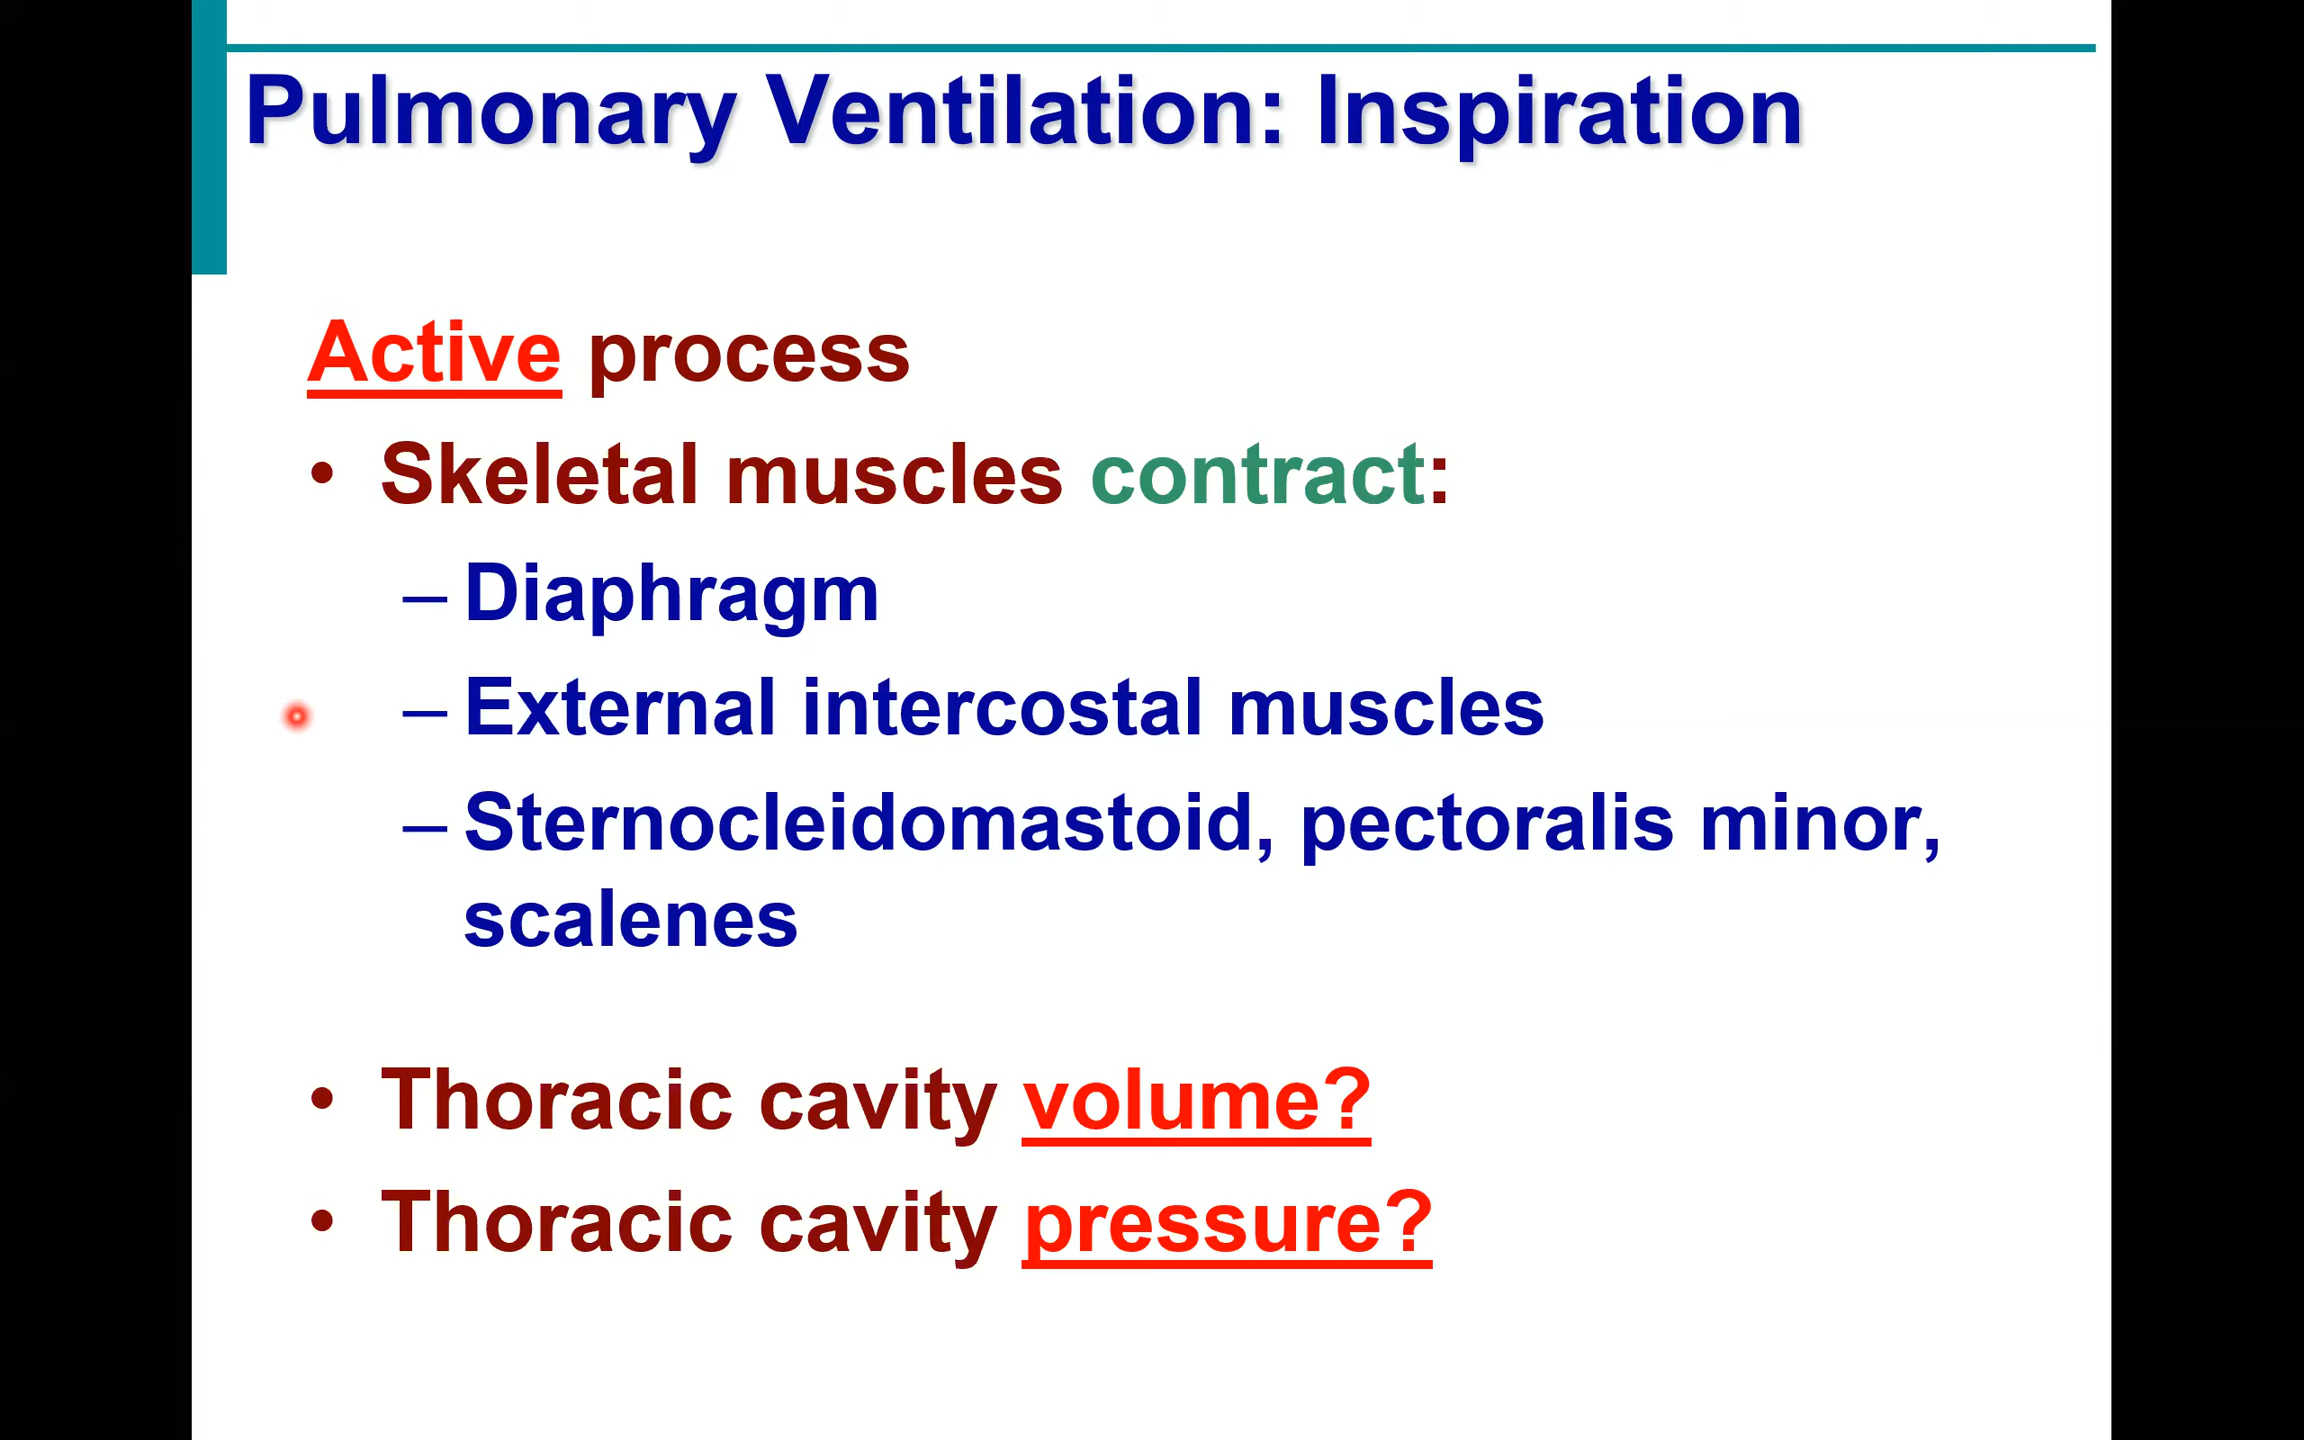 Pulmonary Ventilation: Inspiration
Active process
• Skeletal muscles contract:
– Diaphragm
– External intercostal muscles
– Sternocleidomastoid, pectoralis minor,
scalenes
• Thoracic cavity volume?
• Thoracic cavity pressure?